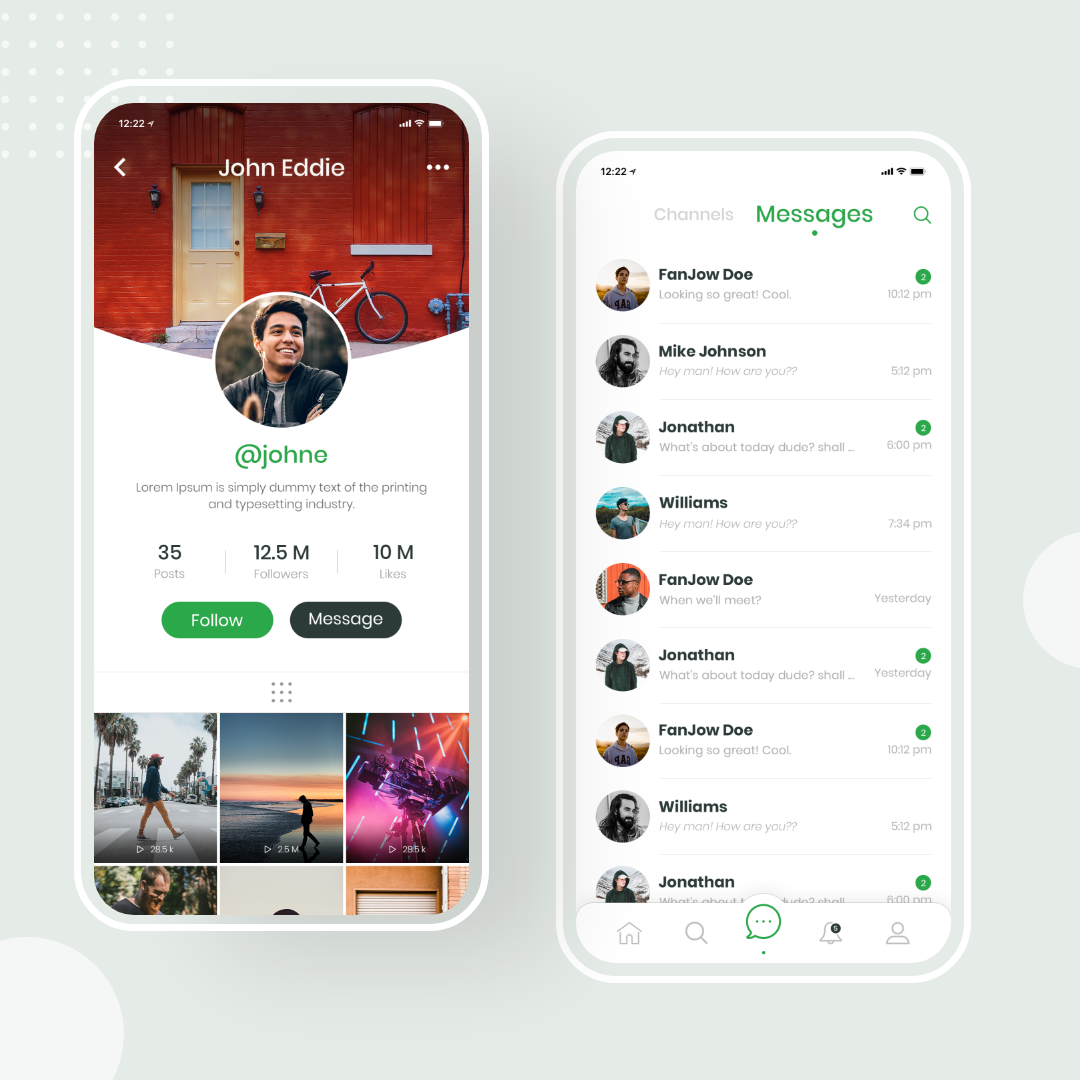 12:22
John Eddie
@johne
Lorem Ipsum is simply dummy text of the printing
and typesetting industry.
35
Posts
12.5 M
Followers
10 M
Likes
Follow
Message
28.5 k
2.5 M
28.5 k
12:22
Channels
Messages
FanJow Doe
2
Looking so great! Cool.
10:12 pm
Mike Johnson
Hey man! How are you??
5:12 pm
Jonathan
2
What's about today dude? shall ...
6:00 pm
Williams
Hey man! How are you??
7:34 pm
FanJow Doe
When we'll meet?
Yesterday
Jonathan
2
What's about today dude? shall ...
Yesterday
FanJow Doe
2
Looking so great! Cool.
10:12 pm
Williams
Hey man! How are you??
5:12 pm
Jonathan
2
What's about dude? shall
6:00 pm
5